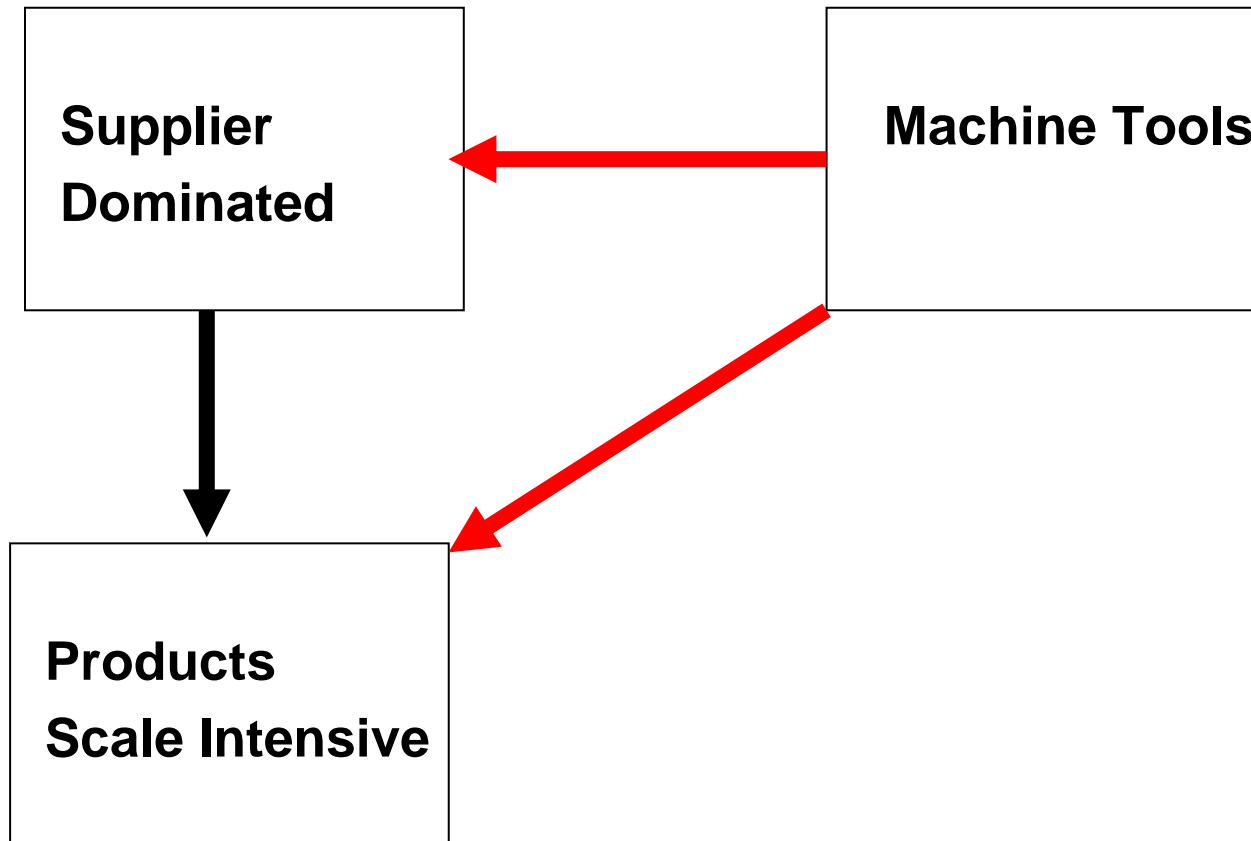 Supplier
Dominated
Machine Tools
Products
Scale Intensive